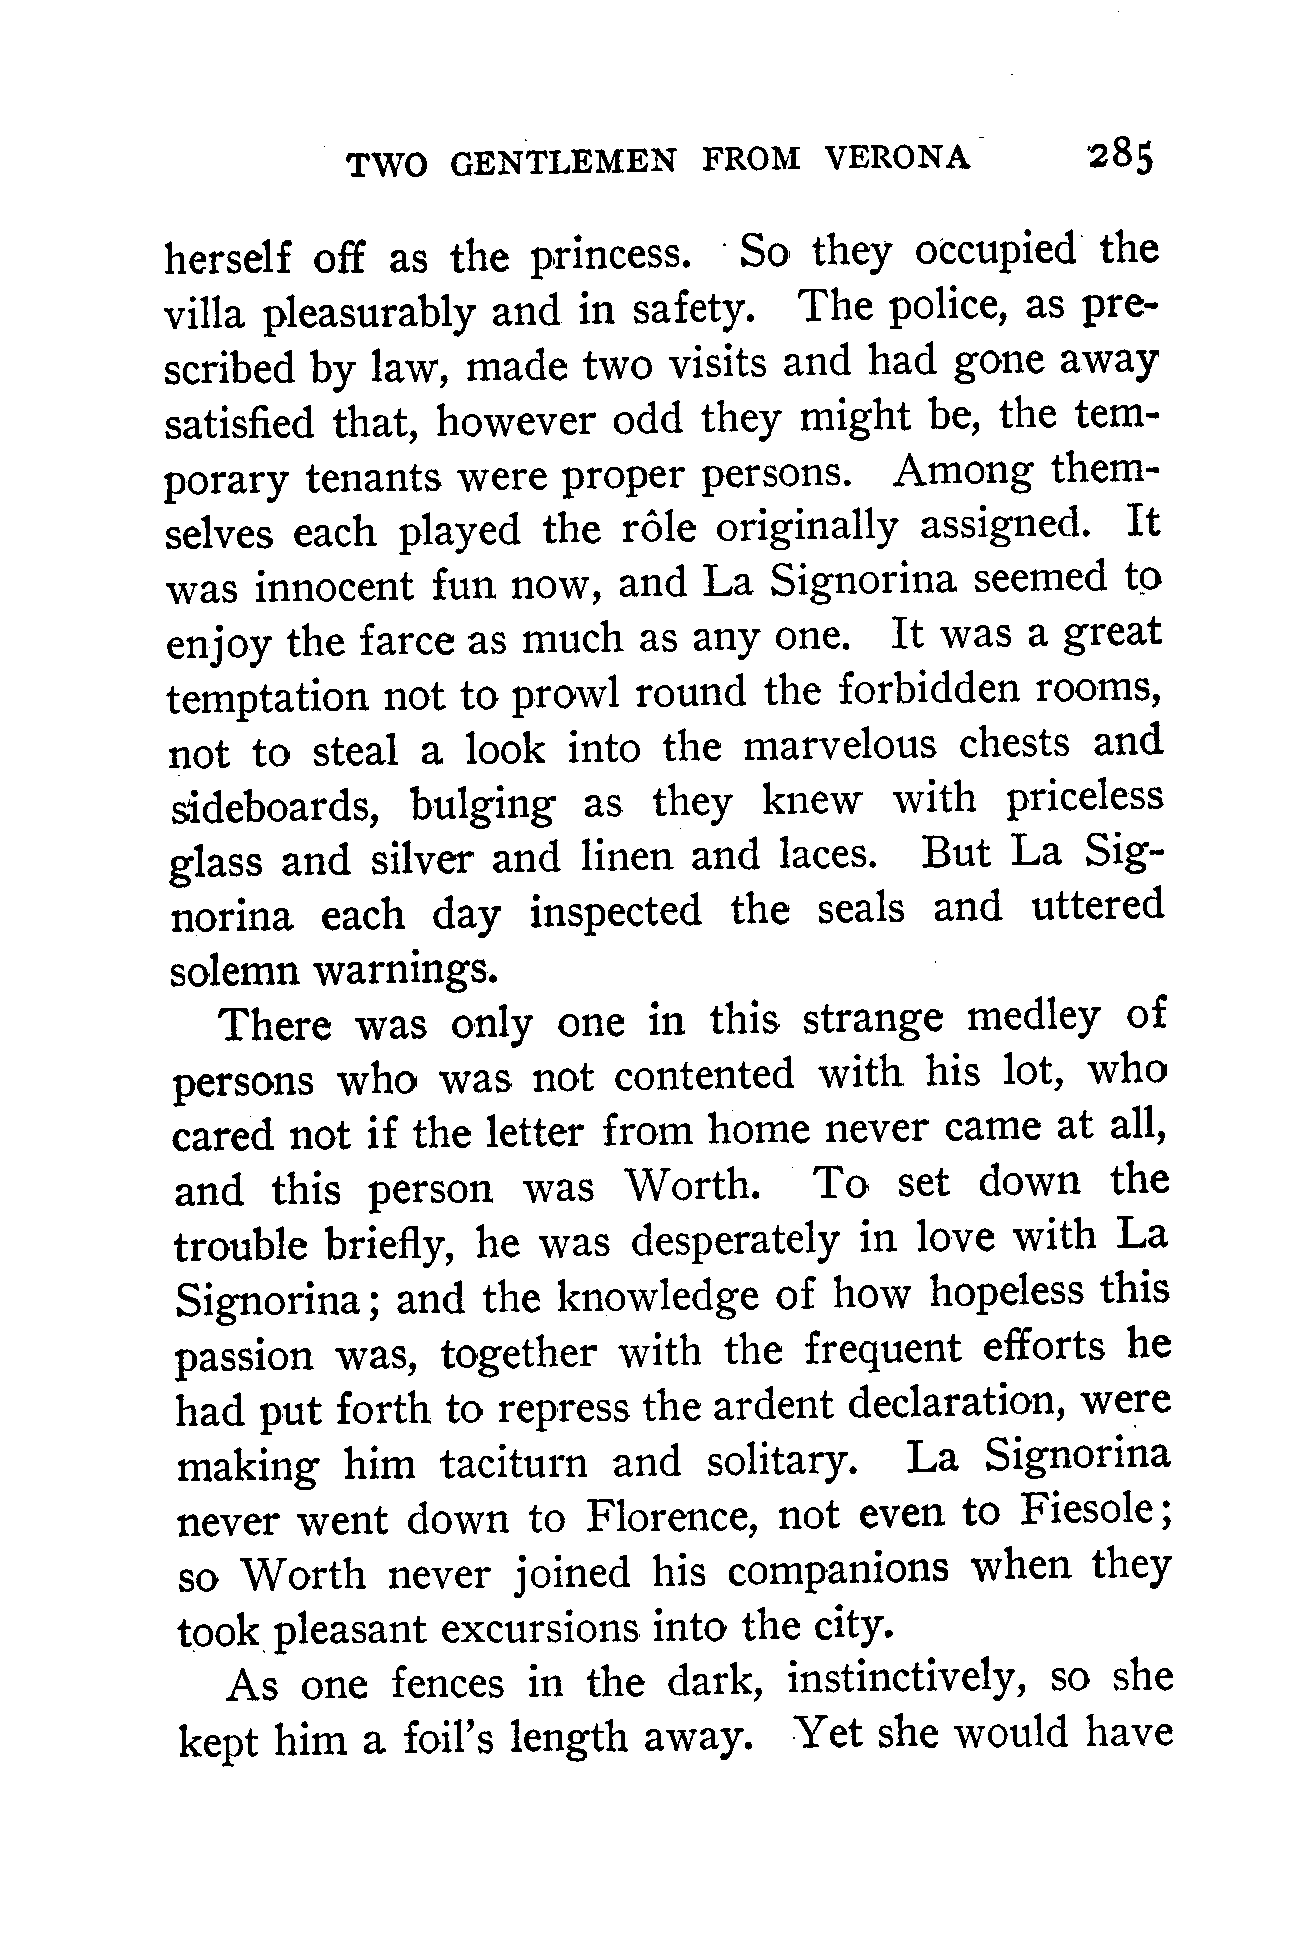 TWO GENTLEMEN FROM VERONA 285
herself off as the princess. So they occupied the
villa pleasurably and in safety. The police, as pre-
scribed by law, made two visits and had gone away
satisfied that, however odd they might be, the tem-
porary tenants were proper persons. Among them-
selves each played the rôle originally assigned. It
was innocent fun now, and La Signorina seemed to
enjoy the farce as much as any one. It was a great
temptation not to prowl round the forbidden rooms,
not to steal a look into the marvelous chests and
sideboards, bulging as they knew with priceless
glass and silver and linen and laces. But La Sig-
norina each day inspected the seals and uttered
solemn warnings.
There was only one in this strange medley of
persons who was not contented with his lot, who
cared not if the letter from home never came at all,
and this person was Worth. To set down the
trouble briefly, he was desperately in love with La
Signorina; and the knowledge of how hopeless this
passion was, together with the frequent efforts he
had put forth to repress the ardent declaration, were
making him taciturn and solitary. La Signorina
never went down to Florence, not even to Fiesole;
so Worth never joined his companions when they
took pleasant excursions into the city.
As one fences in the dark, instinctively, so she
kept him a foil's length away. Yet she would have